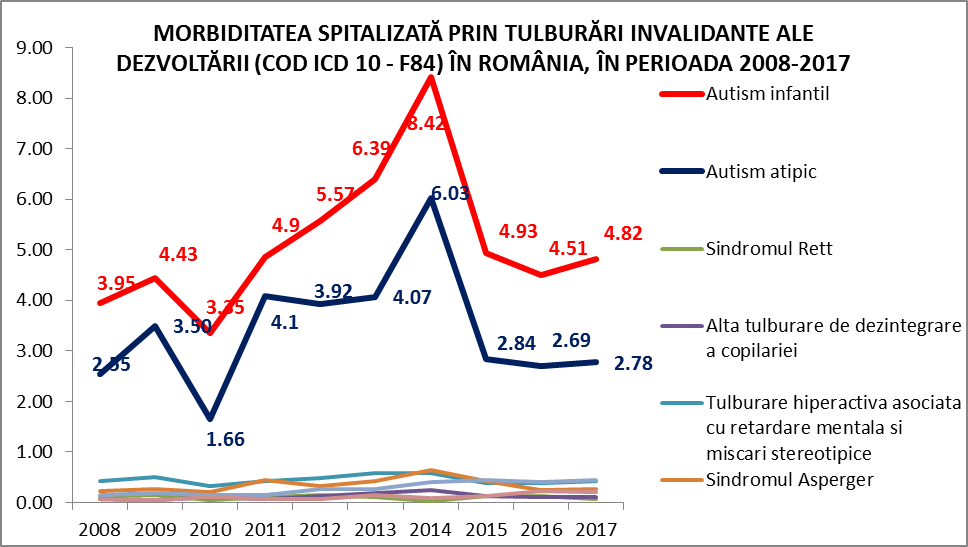 MORBIDITATEA SPITALIZATĂ PRIN TULBURĂRI INVALIDANTE ALE
DEZVOLTĂRII (COD ICD 10 - F84) ÎN ROMÂNIA, ÎN PERIOADA 2008-2017
9.00
8.00
7.00
6.00
5.00
4.00
3.00
2.00
1.00
0.00
3.95
4.43
3.35
4.9
5.57
6.39
8.42
4.93
4.51
4.82
2.55
3.50
1.66
4.1
3.92
4.07
6.03
2.84
2.69
2.78
2008 2009 2010 2011 2012 2013 2014 2015 2016 2017
Autism infantil
Autism atipic
Sindromul Rett
Alta tulburare de dezintegrare
a copilariei
Tulburare hiperactiva asociata
cu retardare mentala si
miscari stereotipice
Sindromul Asperger